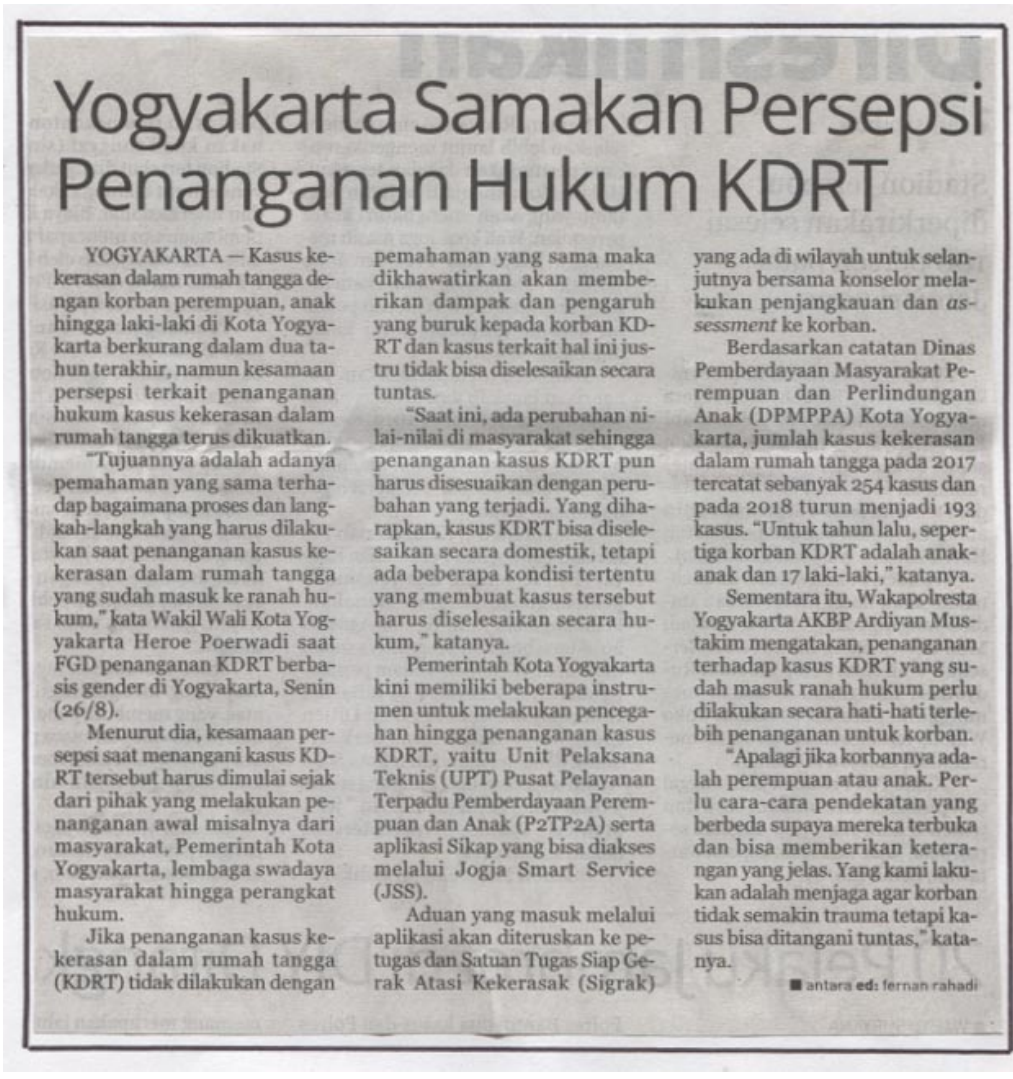 Yogyakarta Samakan Persepsi
Penanganan Hukum KDRT
YOGYAKARTA — Kasus ke-
kerasan dalam rumah tangga de-
ngan korban perempuan, anak
hingga laki-laki di Kota Yogya-
karta berkurang dalam dua ta-
hun terakhir, namun kesamaan
persepsi terkait penanganan
hukum kasus kekerasan dalam
rumah tangga terus dikuatkan.
"Tujuannya adalah adanya
pemahaman yang sama terha-
dap bagaimana proses dan lang-
kah-langkah yang harus dilaku-
kan saat penanganan kasus ke-
kerasan dalam rumah tangga
yang sudah masuk ke ranah hu-
kum," kata Wakil Wali Kota Yog-
yakarta Heroe Poerwadi saat
FGD penanganan KDRT berba-
sis gender di Yogyakarta, Senin
(26/8).
Menurut dia, kesamaan per-
sepsi saat menangani kasus KD-
RT tersebut harus dimulai sejak
dari pihak yang melakukan pe-
nanganan awal misalnya dari
masyarakat, Pemerintah Kota
Yogyakarta, lembaga swadaya
masyarakat hingga perangkat
hukum.
Jika penanganan kasus ke-
kerasan dalam rumah tangga
(KDRT) tidak dilakukan dengan
pemahaman yang sama maka
dikhawatirkan akan membe-
rikan dampak dan pengaruh
yang buruk kepada korban KD-
RT dan kasus terkait hal ini jus-
tru tidak bisa diselesaikan secara
tuntas.
"Saat ini, ada perubahan ni-
lai-nilai di masyarakat sehingga
penanganan kasus KDRT pun
harus disesuaikan dengan peru-
bahan yang terjadi. Yang diha-
rapkan, kasus KDRT bisa disele-
saikan secara domestik, tetapi
ada beberapa kondisi tertentu
yang membuat kasus tersebut
harus diselesaikan secara hu-
kum," katanya.
Pemerintah Kota Yogyakarta
kini memiliki beberapa instru-
men untuk melakukan pencega-
han hingga penanganan kasus
KDRT, yaitu Unit Pelaksana
Teknis (UPT) Pusat Pelayanan
Terpadu Pemberdayaan Perem-
puan dan Anak (P2TP2A) serta
aplikasi Sikap yang bisa diakses
melalui Jogja Smart Service
(JSS).
Aduan yang masuk melalui
aplikasi akan diteruskan ke pe-
tugas dan Satuan Tugas Siap Ge-
rak Atasi Kekerasak (Sigrak)
yang ada di wilayah untuk selan-
jutnya bersama konselor mela-
kukan penjangkauan dan as-
sessment ke korban.
Berdasarkan catatan Dinas
Pemberdayaan Masyarakat Pe-
rempuan dan Perlindungan
Anak (DPMPPA) Kota Yogya-
karta, jumlah kasus kekerasan
dalam rumah tangga pada 2017
tercatat sebanyak 254 kasus dan
pada 2018 turun menjadi 193
kasus. "Untuk tahun lalu, seper-
tiga korban KDRT adalah anak-
anak dan 17 laki-laki," katanya.
Sementara itu, Wakapolresta
Yogyakarta AKBP Ardiyan Mus-
takim mengatakan, penanganan
terhadap kasus KDRT yang su-
dah masuk ranah hukum perlu
dilakukan secara hati-hati terle-
bih penanganan untuk korban.
"Apalagi jika korbannya ada-
lah perempuan atau anak. Per-
lu cara-cara pendekatan yang
berbeda supaya mereka terbuka
dan bisa memberikan ketera-
ngan yang jelas. Yang kami laku-
kan adalah menjaga agar korban
tidak semakin trauma tetapi ka-
sus bisa ditangani tuntas," kata-
nya.
■ antara ed: fernan rahadi